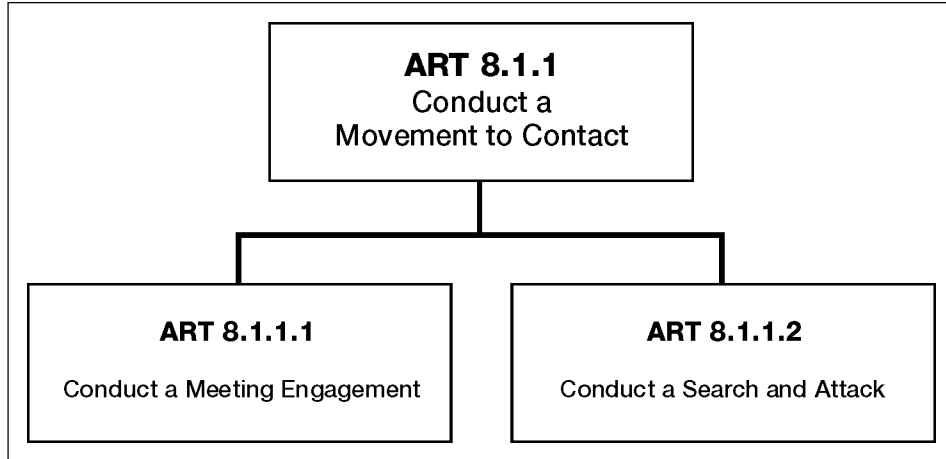 ART 8.1.1
Conduct a
Movement to Contact
ART 8.1.1.1
Conduct a Meeting Engagement
ART 8.1.1.2
Conduct a Search and Attack